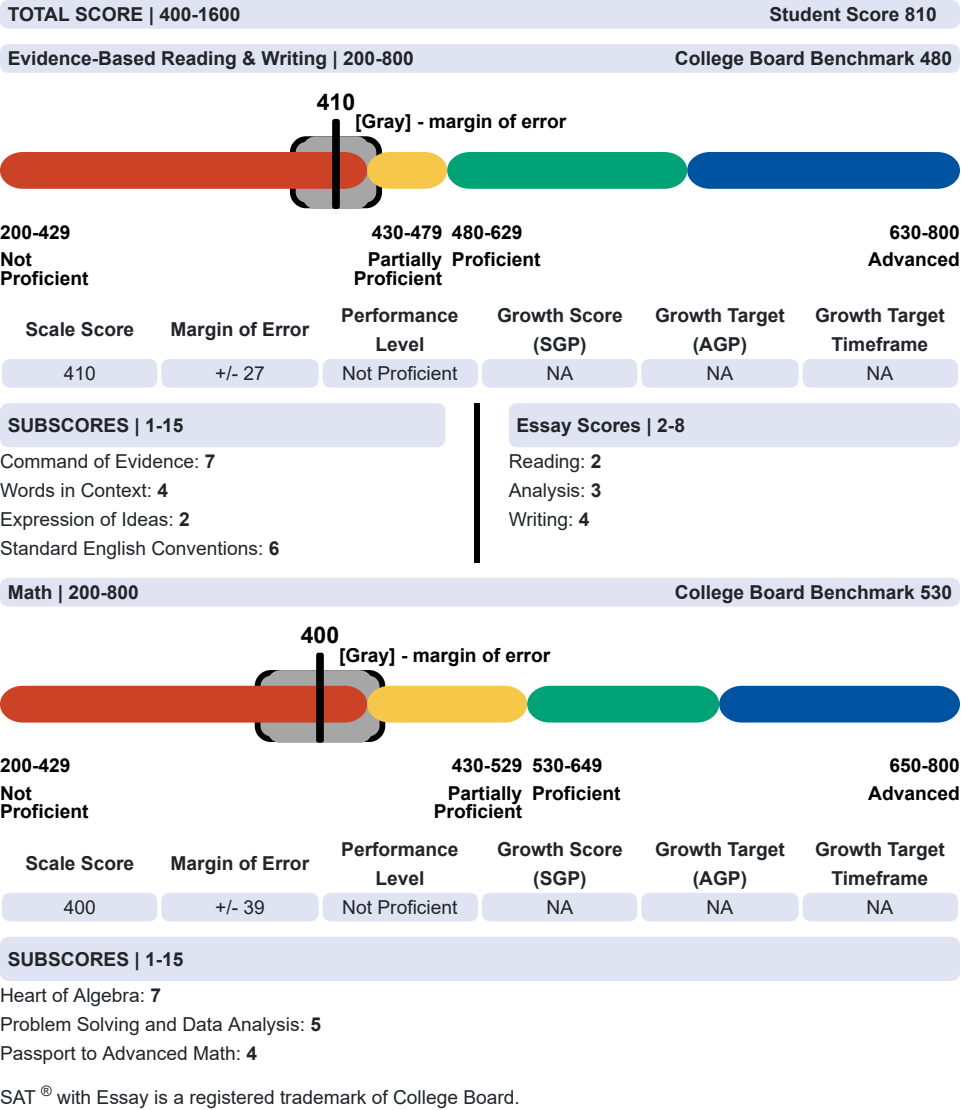 TOTAL SCORE | 400-1600 Student Score 810
Evidence-Based Reading & Writing | 200-800 College Board Benchmark 480
410
[Gray] - margin of error
200-429 430-479 480-629 630-800
Not Proficient Partially Proficient Proficient Advanced
Scale Score Margin of Error Performance Level Growth Score (SGP) Growth Target (AGP) Growth Target Timeframe
410 +/- 27 Not Proficient NA NA NA
SUBSCORES | 1-15
Command of Evidence: 7
Words in Context: 4
Expression of Ideas: 2
Standard English Conventions: 6
Essay Scores | 2-8
Reading: 2
Analysis: 3
Writing: 4
Math | 200-800 College Board Benchmark 530
400
[Gray] - margin of error
200-429 430-529 530-649 650-800
Not Proficient Partially Proficient Proficient Advanced
Scale Score Margin of Error Performance Level Growth Score (SGP) Growth Target (AGP) Growth Target Timeframe
400 +/- 39 Not Proficient NA NA NA
SUBSCORES | 1-15
Heart of Algebra: 7
Problem Solving and Data Analysis: 5
Passport to Advanced Math: 4
SAT ® with Essay is a registered trademark of College Board.